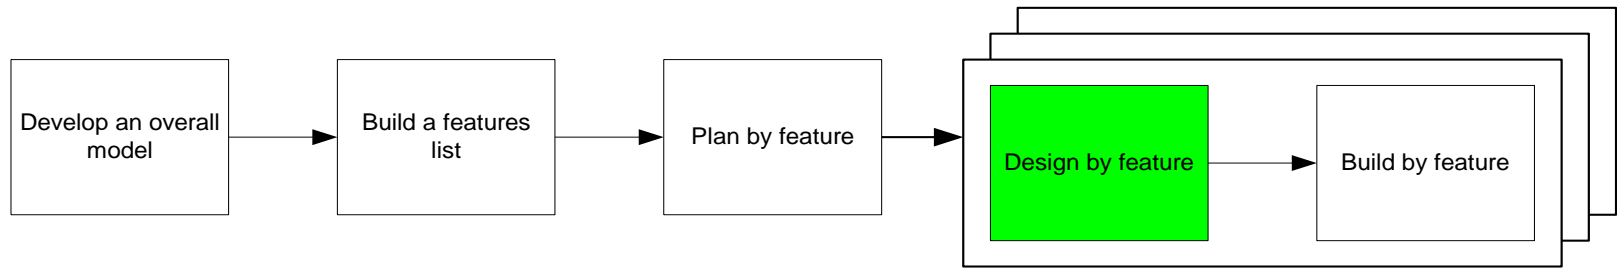 Develop an overall
model
Build a features
list
Plan by feature
Design by feature
Build by feature